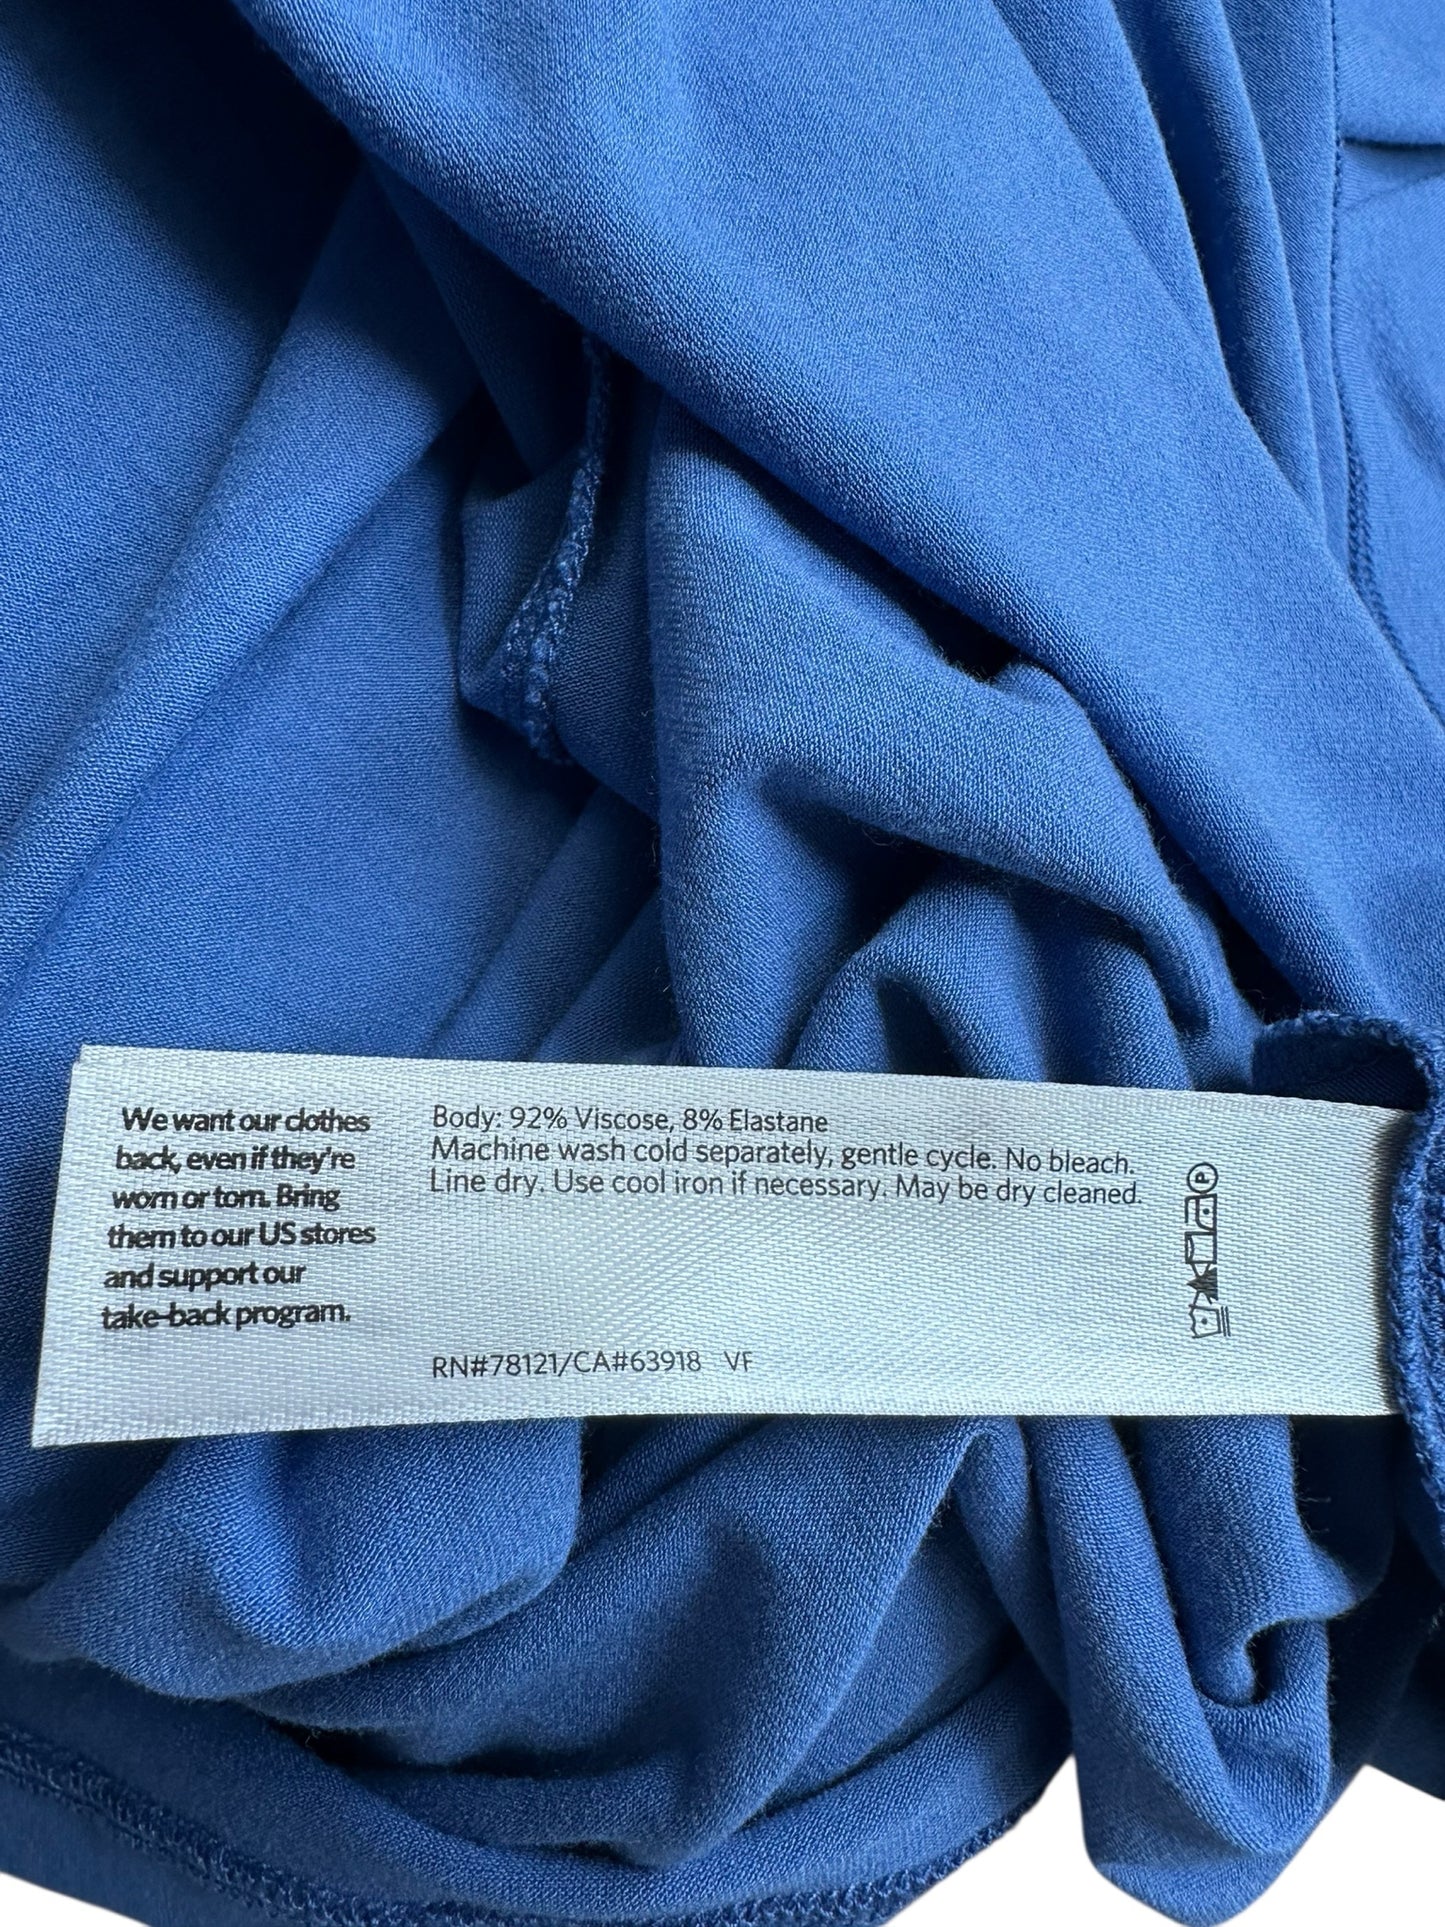 We want our clothes
back, even if they're
worn or torn. Bring
them to our US stores
and support our
take-back program.
Body: 92% Viscose, 8% Elastane
Machine wash cold separately, gentle cycle. No bleach.
Line dry. Use cool iron if necessary. May be dry cleaned.
RN#78121/CA#63918 VF
P